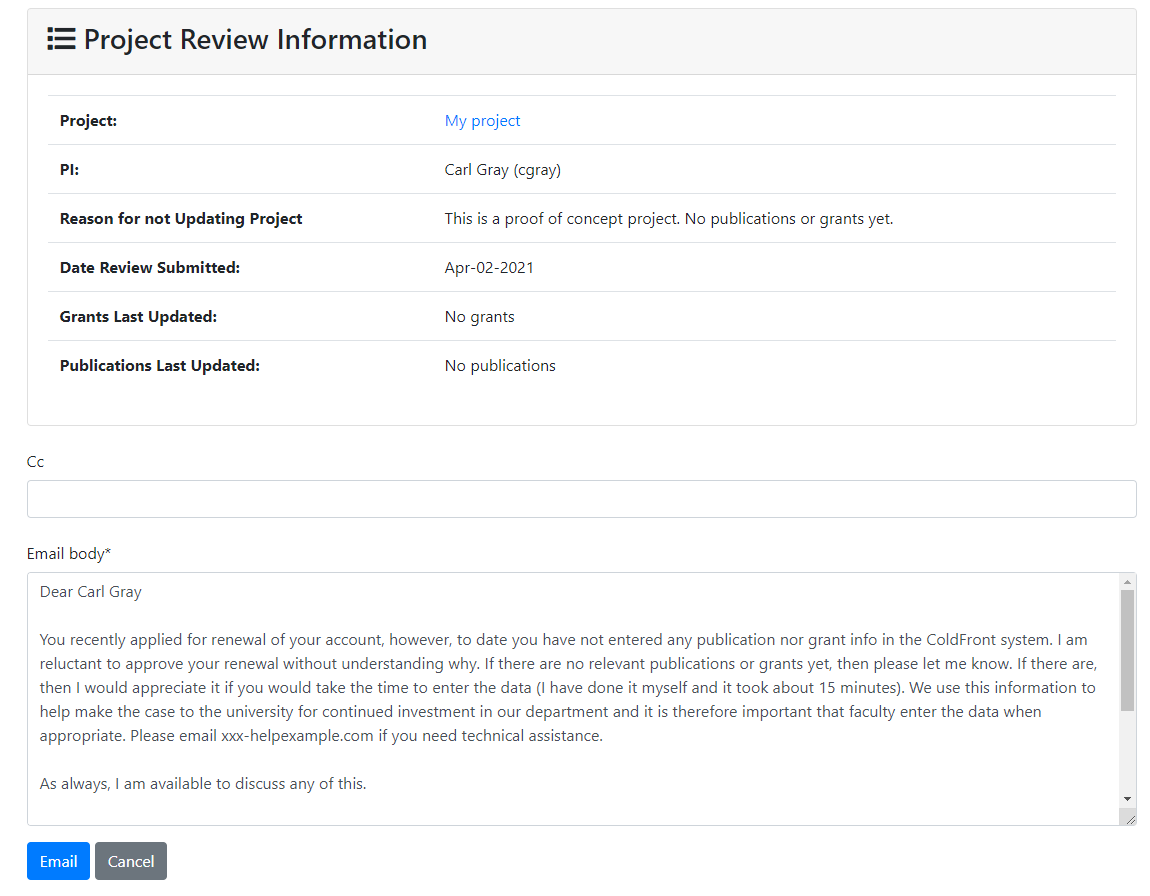 Project Review Information
Project: My project
PI: Carl Gray (cgray)
Reason for not Updating Project This is a proof of concept project. No publications or grants yet.
Date Review Submitted: Apr-02-2021
Grants Last Updated: No grants
Publications Last Updated: No publications
Cc
Email body*
Dear Carl Gray
You recently applied for renewal of your account, however, to date you have not entered any publication nor grant info in the ColdFront system. I am
reluctant to approve your renewal without understanding why. If there are no relevant publications or grants yet, then please let me know. If there are,
then I would appreciate it if you would take the time to enter the data (I have done it myself and it took about 15 minutes). We use this information to
help make the case to the university for continued investment in our department and it is therefore important that faculty enter the data when
appropriate. Please email xxx-helpexample.com if you need technical assistance.
As always, I am available to discuss any of this.
Email Cancel